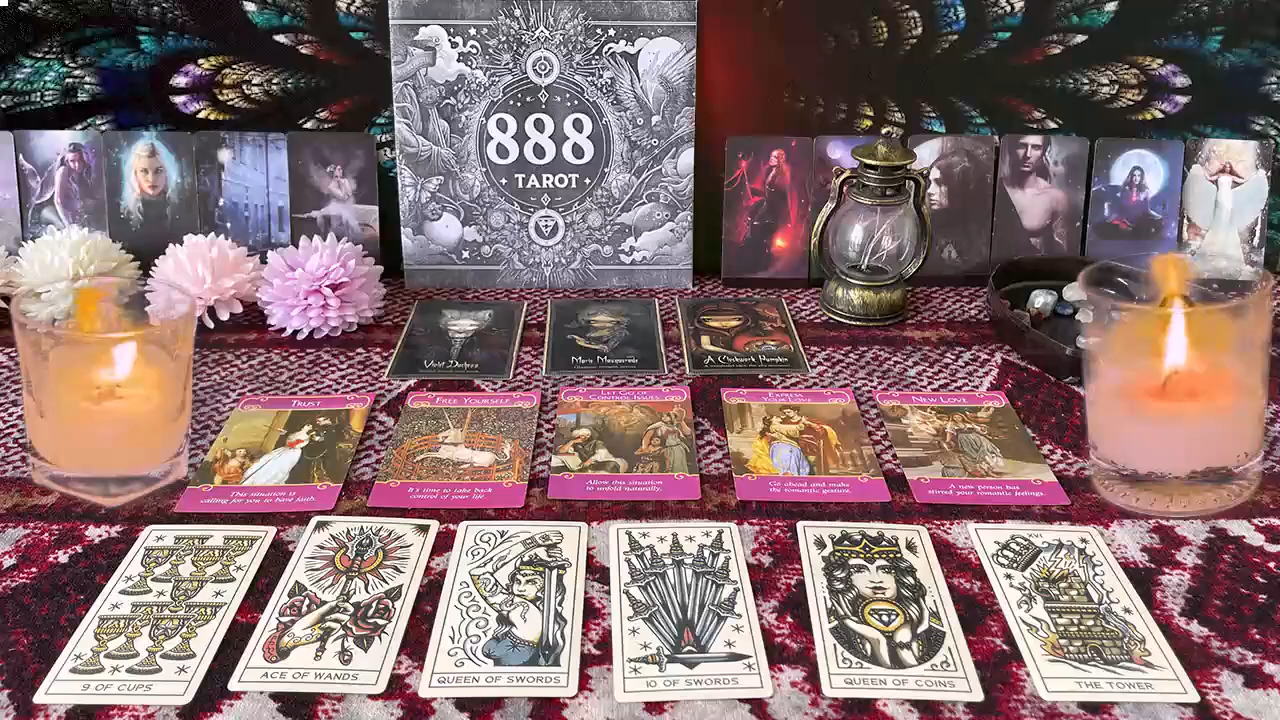 888
TAROT
Violet Duchess
Marie Masquerade
A Clockwork Pumpkin
TRUST
This situation is
calling for you to have faith.
FREE YOURSELF
It's time to take back
control of your life.
LET GO OF
CONTROL ISSUES
Allow this situation
to unfold naturally.
EXPRESS
YOUR LOVE
Go ahead and make
the romantic gesture.
NEW LOVE
A new person has
stirred your romantic feelings.
9 OF CUPS
ACE OF WANDS
QUEEN OF SWORDS
10 OF SWORDS
QUEEN OF COINS
XVI
THE TOWER